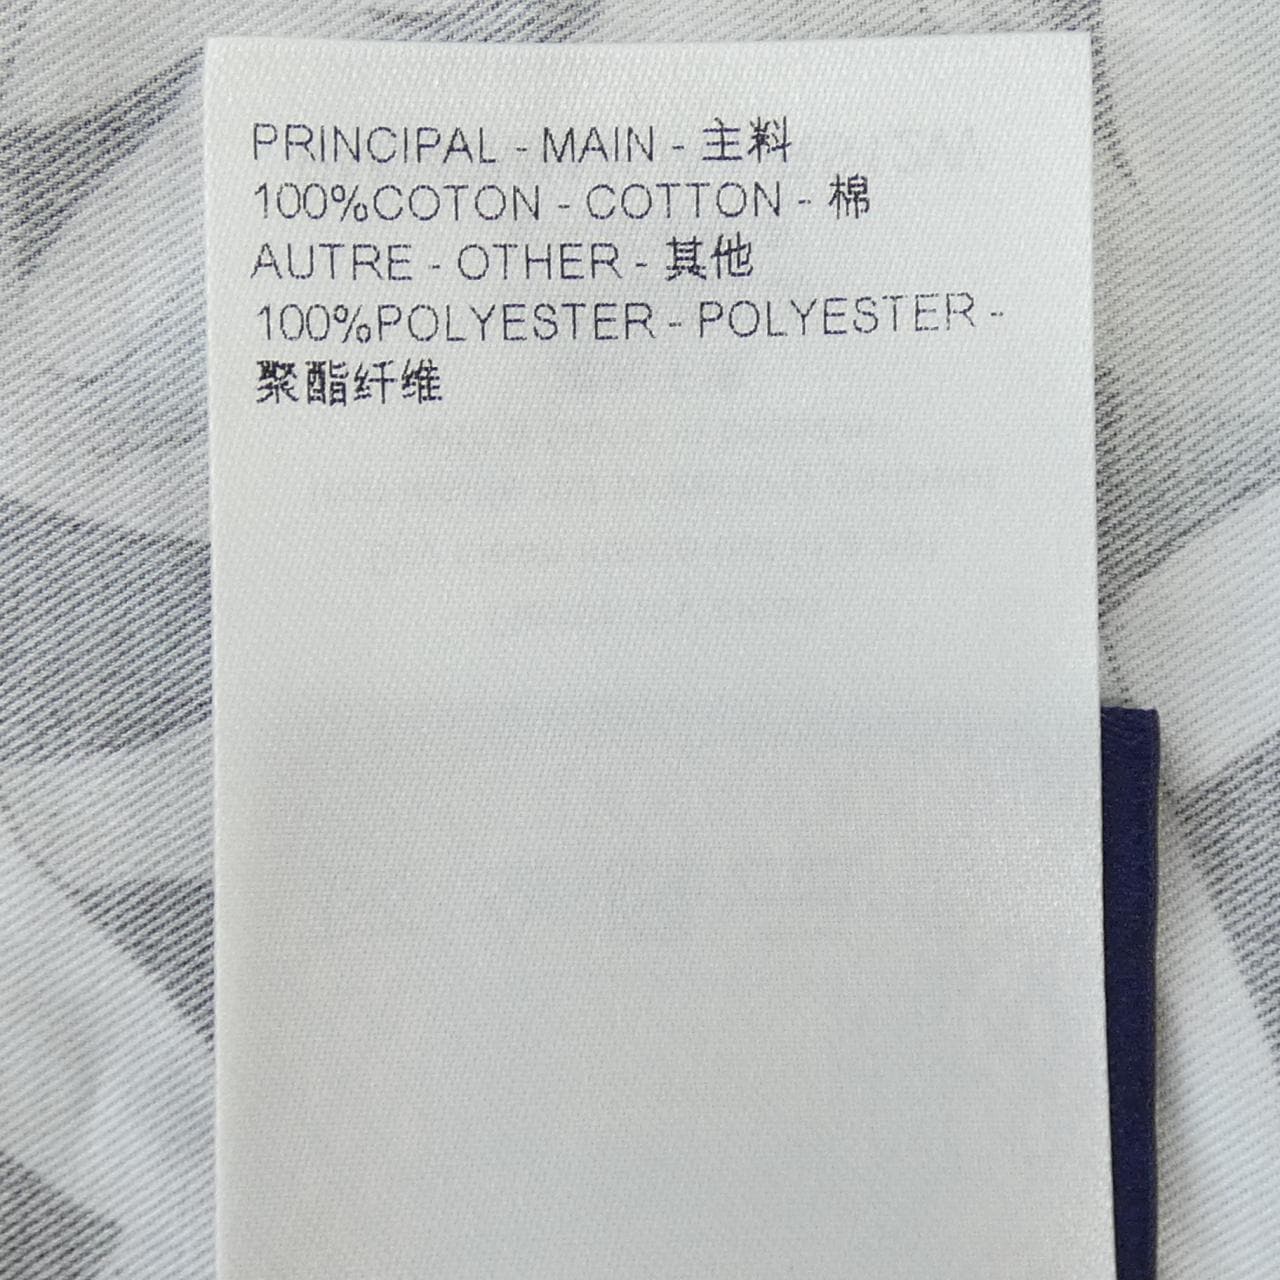 PRINCIPAL - MAIN - 主料
100%COTON - COTTON - 棉
AUTRE - OTHER - 其他
100%POLYESTER - POLYESTER -
聚酯纤维